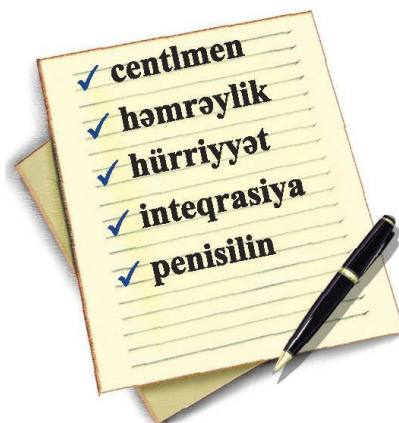 centlmen
həmrəylik
hürriyyət
inteqrasiya
penisilin